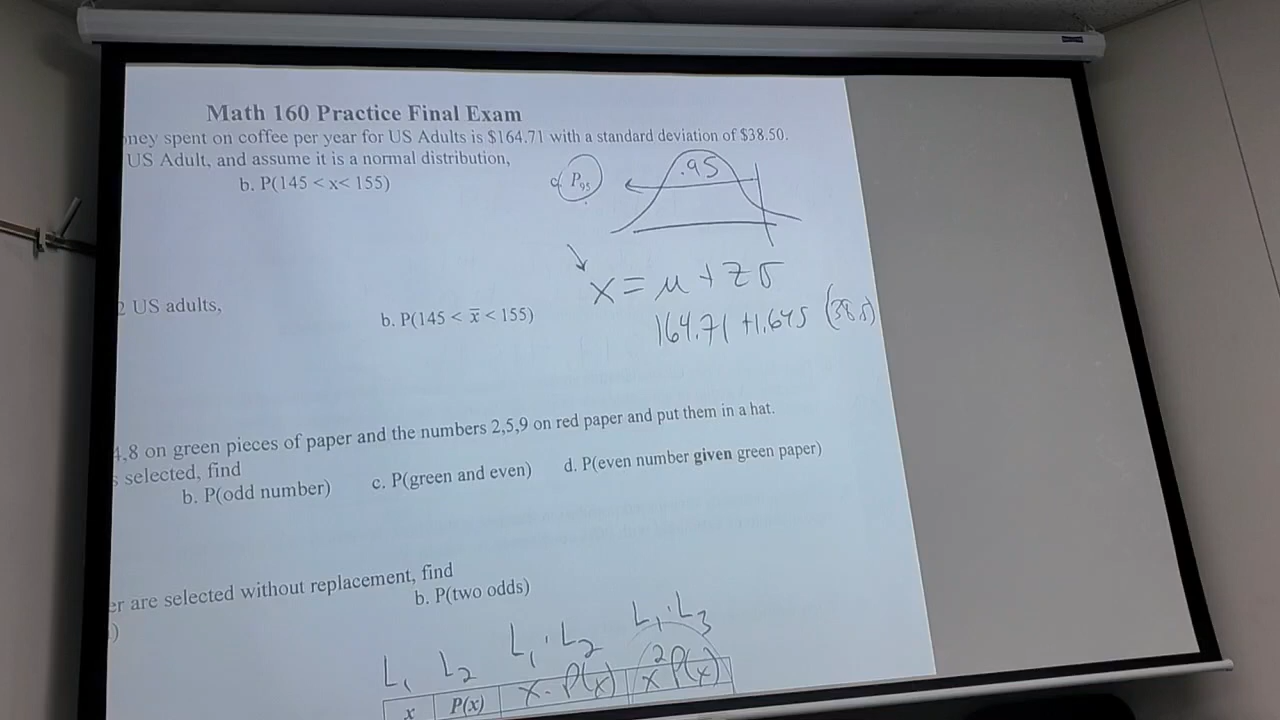 Math 160 Practice Final Exam
ney spent on coffee per year for US Adults is $164.71 with a standard deviation of $38.50.
US Adult, and assume it is a normal distribution,
b. P(145 < x< 155)
c) P95
.95
x = μ + zσ
164.71 +1.645 (38.5)
2 US adults,
b. P(145 < x̄ < 155)
4,8 on green pieces of paper and the numbers 2,5,9 on red paper and put them in a hat.
s selected, find
b. P(odd number) c. P(green and even) d. P(even number given green paper)
er are selected without replacement, find
) b. P(two odds)
L1 L2 L1·L2 L1·L3
x P(x) x·P(x) x²P(x)